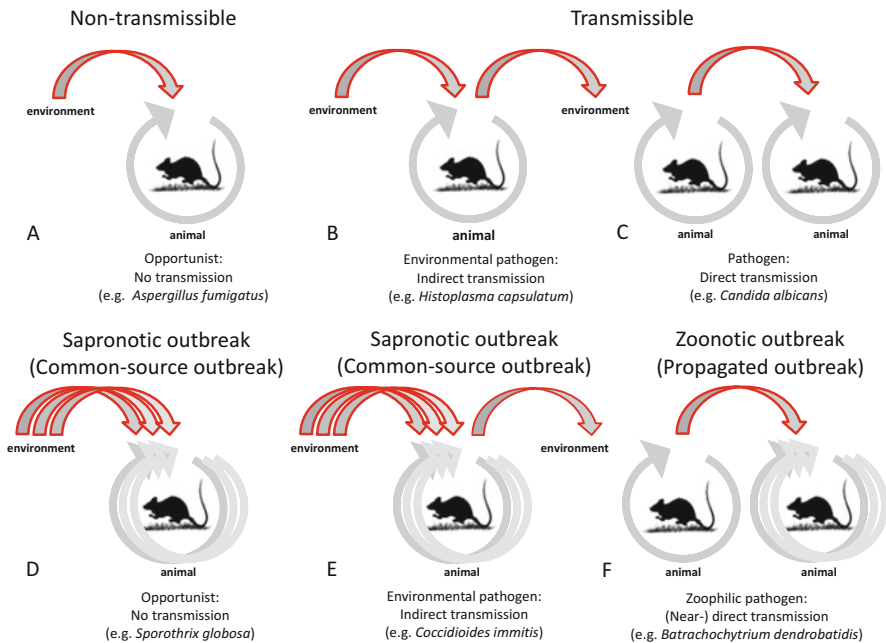 Non-transmissible
Transmissible
environment
environment
environment
A
animal
B
animal
C
animal
animal
Opportunist:
No transmission
(e.g. Aspergillus fumigatus)
Environmental pathogen:
Indirect transmission
(e.g. Histoplasma capsulatum)
Pathogen:
Direct transmission
(e.g. Candida albicans)
Sapronotic outbreak
(Common-source outbreak)
Sapronotic outbreak
(Common-source outbreak)
Zoonotic outbreak
(Propagated outbreak)
environment
environment
environment
D
animal
E
animal
F
animal
animal
Opportunist:
No transmission
(e.g. Sporothrix globosa)
Environmental pathogen:
Indirect transmission
(e.g. Coccidioides immitis)
Zoophilic pathogen:
(Near-) direct transmission
(e.g. Batrachochytrium dendrobatidis)